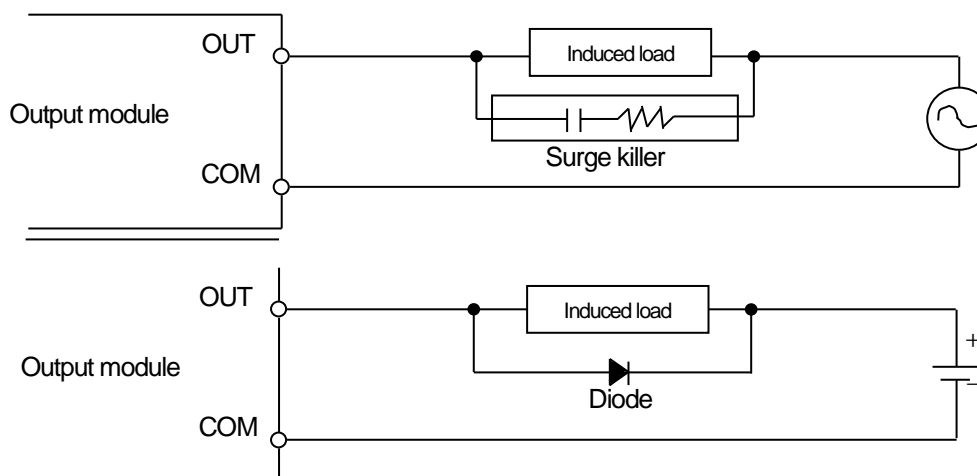 OUT
Induced load
Output module
Surge killer
COM
OUT
Induced load
+
Output module
−
Diode
COM